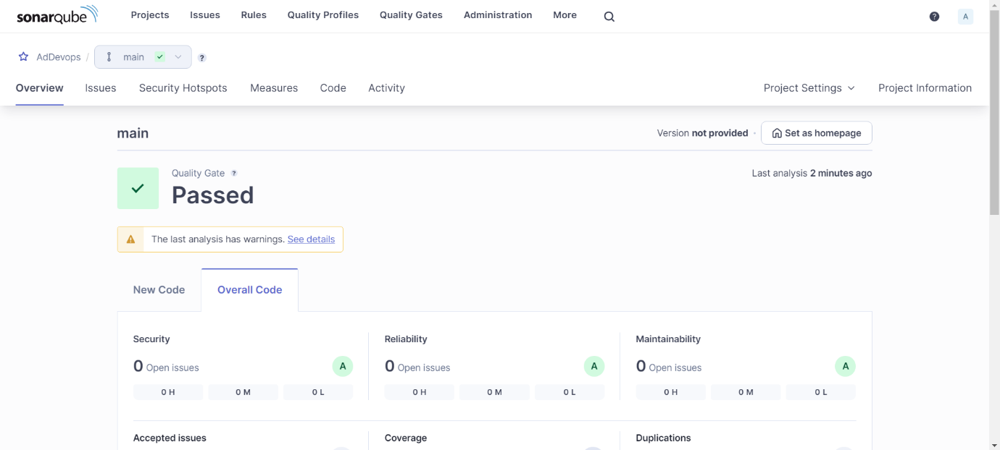 sonarqube Projects Issues Rules Quality Profiles Quality Gates Administration More ? A
AdDevops / main ?
Overview Issues Security Hotspots Measures Code Activity Project Settings Project Information
main Version not provided · Set as homepage
Quality Gate ? Last analysis 2 minutes ago
Passed
The last analysis has warnings. See details
New Code Overall Code
Security Reliability Maintainability
0 Open issues A 0 Open issues A 0 Open issues A
0 H 0 M 0 L 0 H 0 M 0 L 0 H 0 M 0 L
Accepted issues Coverage Duplications